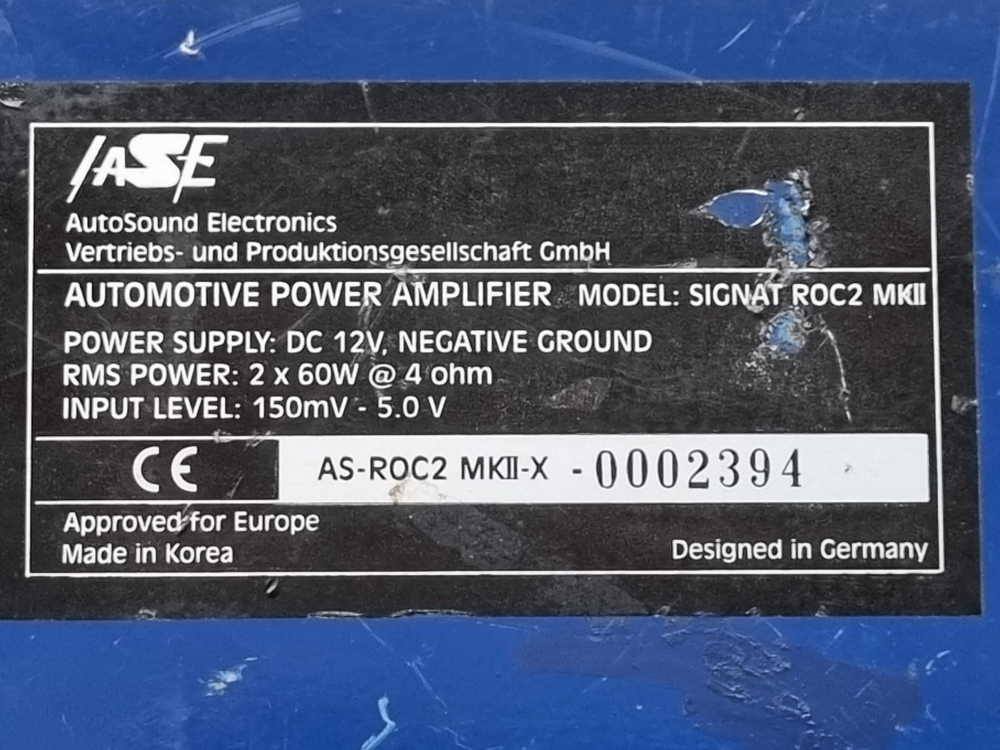 ASE
AutoSound Electronics
Vertriebs- und Produktionsgesellschaft GmbH
AUTOMOTIVE POWER AMPLIFIER MODEL: SIGNAT ROC2 MKII
POWER SUPPLY: DC 12V, NEGATIVE GROUND
RMS POWER: 2 x 60W @ 4 ohm
INPUT LEVEL: 150mV - 5.0 V
CE AS-ROC2 MKII-X - 0002394
Approved for Europe
Made in Korea
Designed in Germany